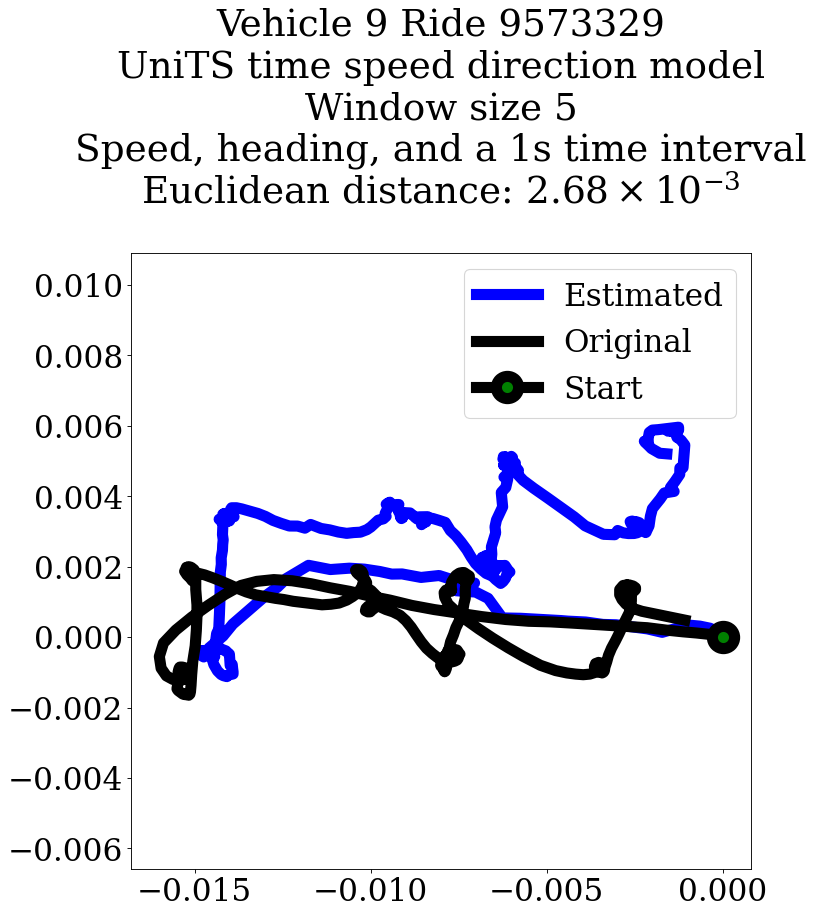 Vehicle 9 Ride 9573329
UniTS time speed direction model
Window size 5
Speed, heading, and a 1s time interval
Euclidean distance: 2.68 × 10⁻³
Estimated
Original
Start
0.010
0.008
0.006
0.004
0.002
0.000
−0.002
−0.004
−0.006
−0.015
−0.010
−0.005
0.000